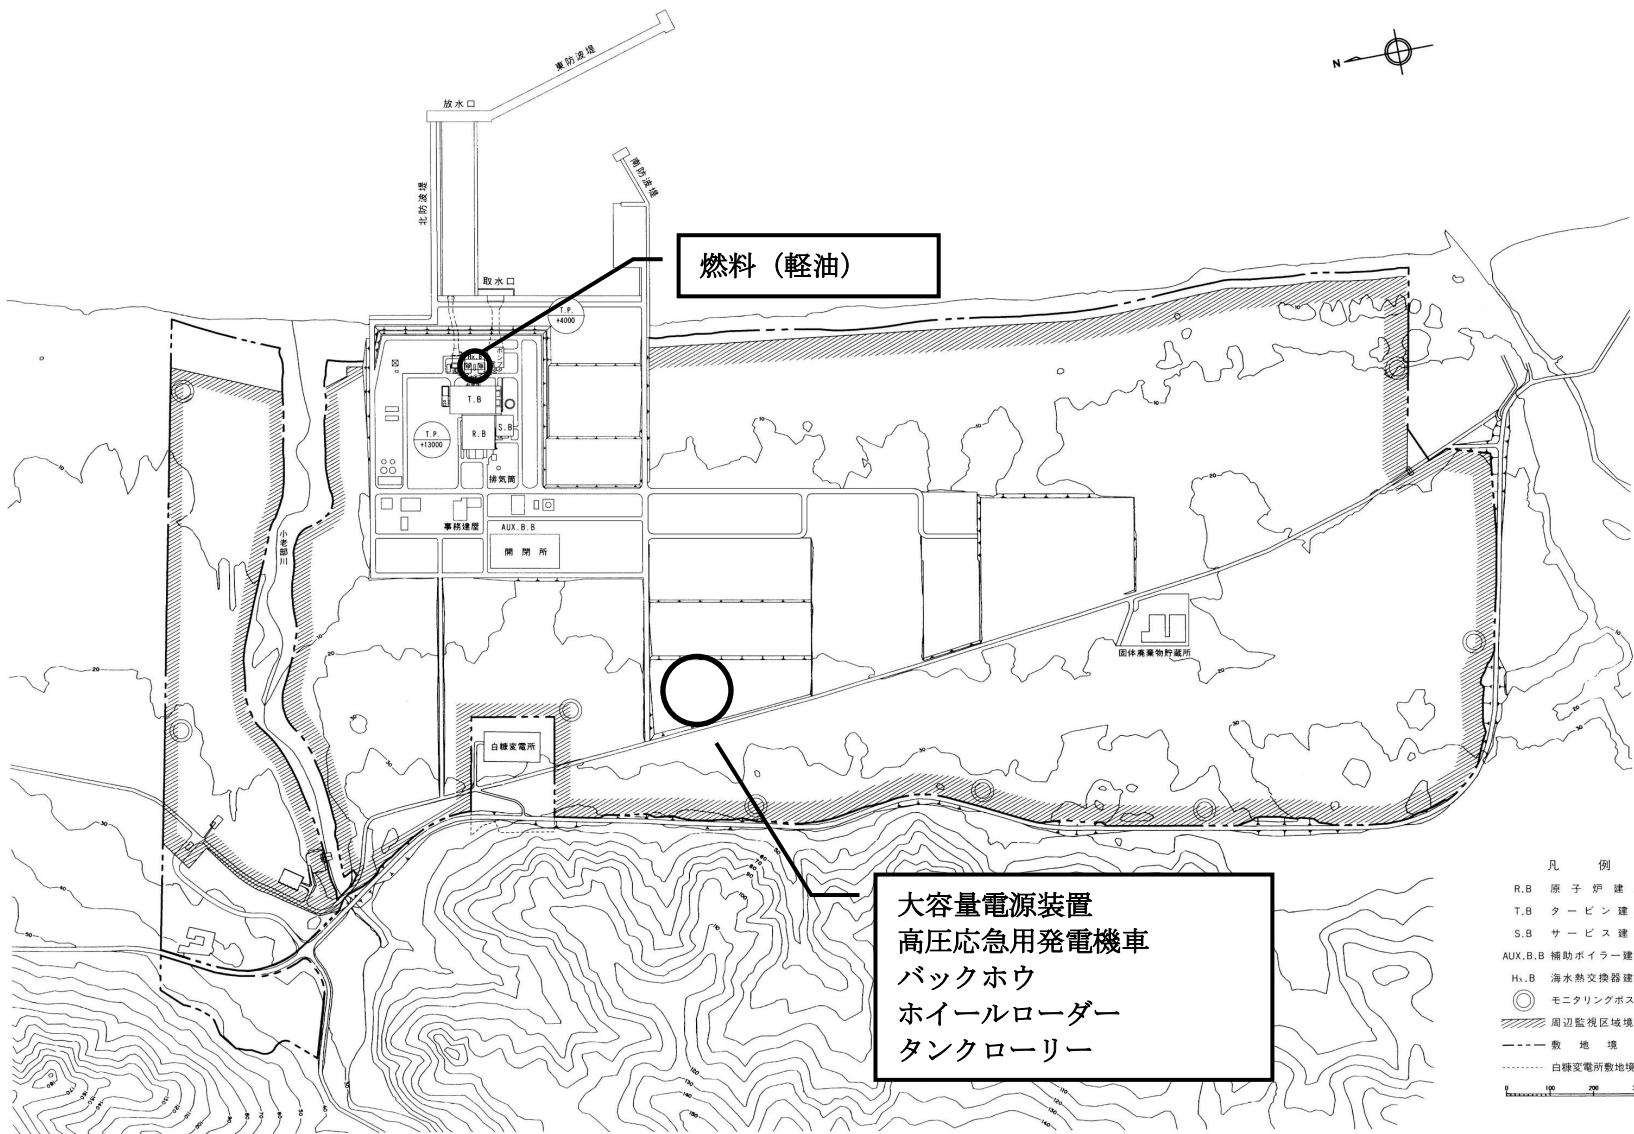 東防波堤
放水口
N
北防波堤
南防波堤
燃料（軽油）
取水口
T.P.
+4000
Hx.B
T.B
S.B
R.B
T.P.
+13000
排気筒
事務建屋
AUX.B.B
開閉所
小老部川
固体廃棄物貯蔵所
白糠変電所
大容量電源装置
高圧応急用発電機車
バックホウ
ホイールローダー
タンクローリー
凡 例
R.B 原子炉建
T.B タービン建
S.B サービス建
AUX.B.B 補助ボイラー建
Hx.B 海水熱交換器建
モニタリングポス
周辺監視区域境
敷地境
白糠変電所敷地境
0 100 200